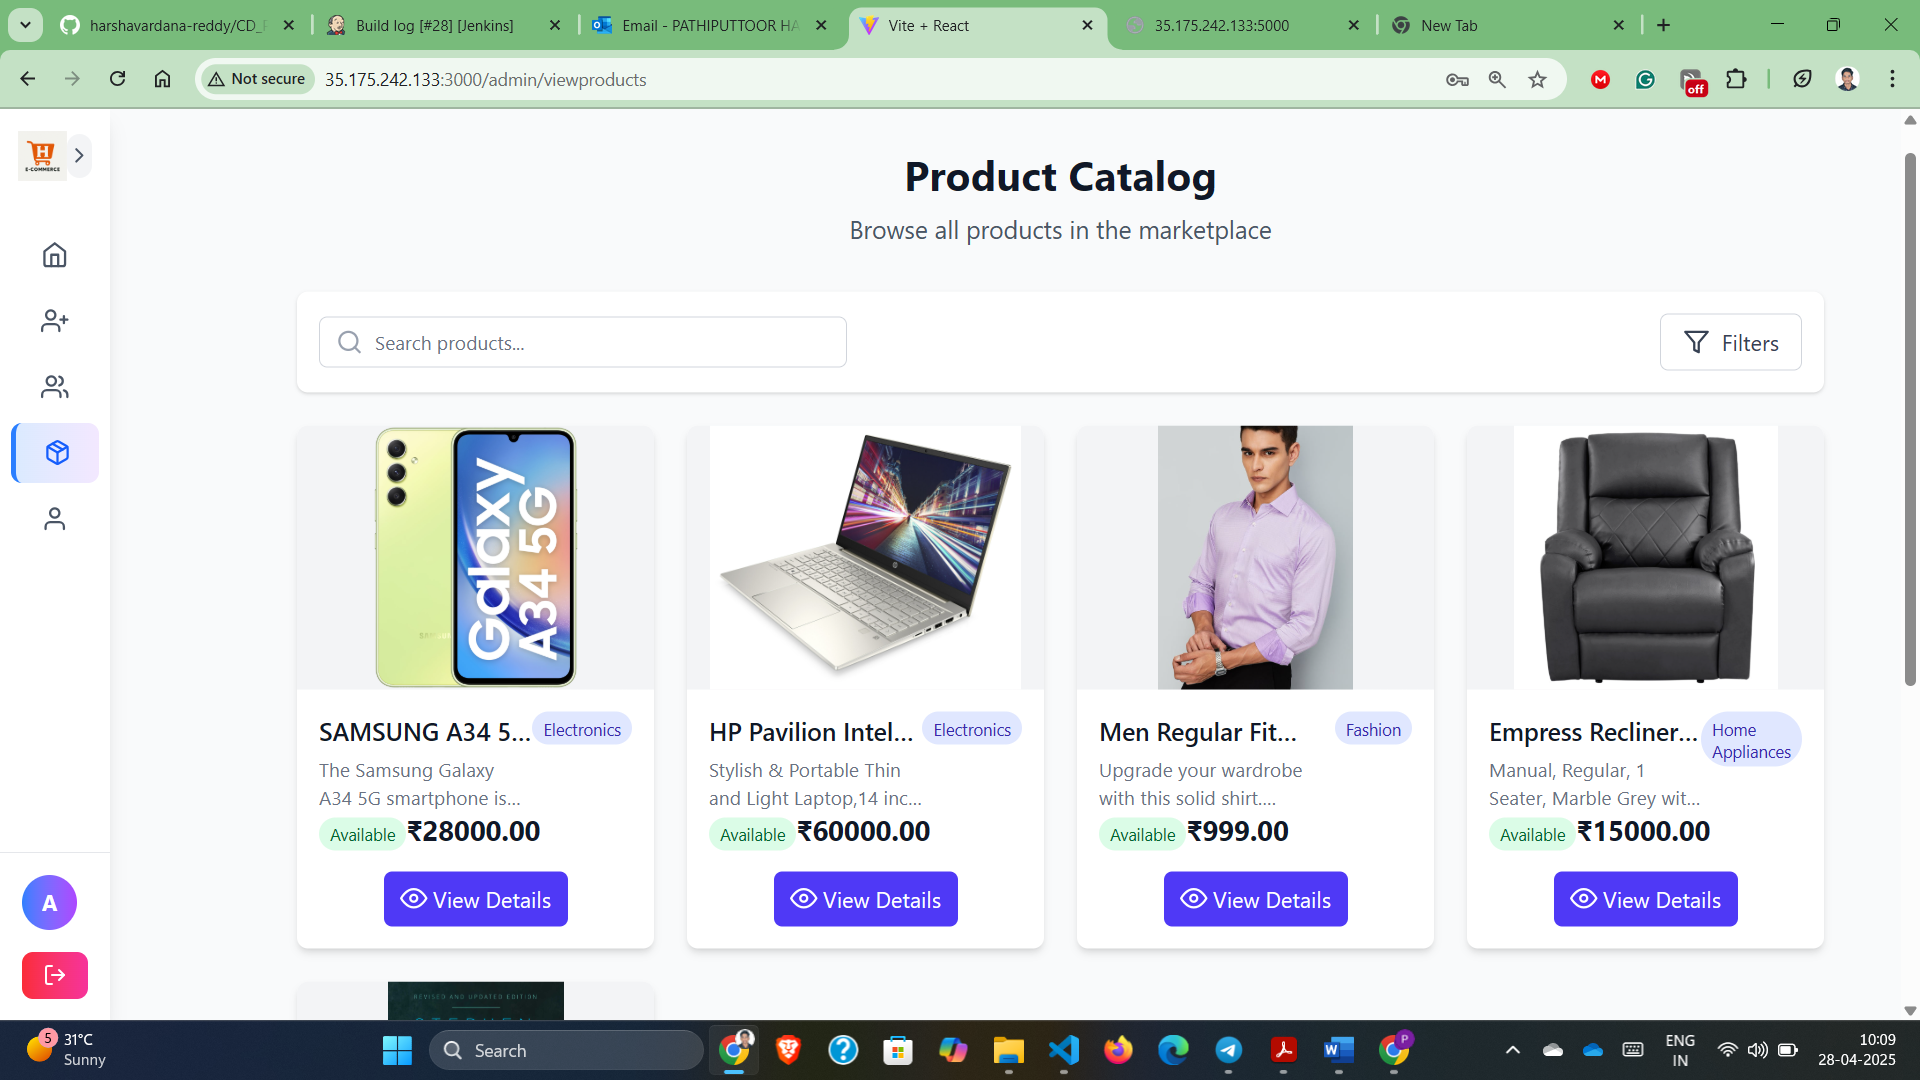 harshavardana-reddy/CD_
Build log [#28] [Jenkins]
Email - PATHIPUTTOOR HA
Vite + React
35.175.242.133:5000
New Tab
Not secure
35.175.242.133:3000/admin/viewproducts
off
H
E-COMMERCE
Product Catalog
Browse all products in the marketplace
Search products...
Filters
Galaxy
A34 5G
SAMSUNG A34 5...
Electronics
The Samsung Galaxy
A34 5G smartphone is...
Available
₹28000.00
View Details
HP Pavilion Intel...
Electronics
Stylish & Portable Thin
and Light Laptop,14 inc...
Available
₹60000.00
View Details
Men Regular Fit...
Fashion
Upgrade your wardrobe
with this solid shirt....
Available
₹999.00
View Details
Empress Recliner...
Home
Appliances
Manual, Regular, 1
Seater, Marble Grey wit...
Available
₹15000.00
View Details
REVISED AND UPDATED EDITION
A
5
31°C
Sunny
Search
P
ENG
IN
10:09
28-04-2025